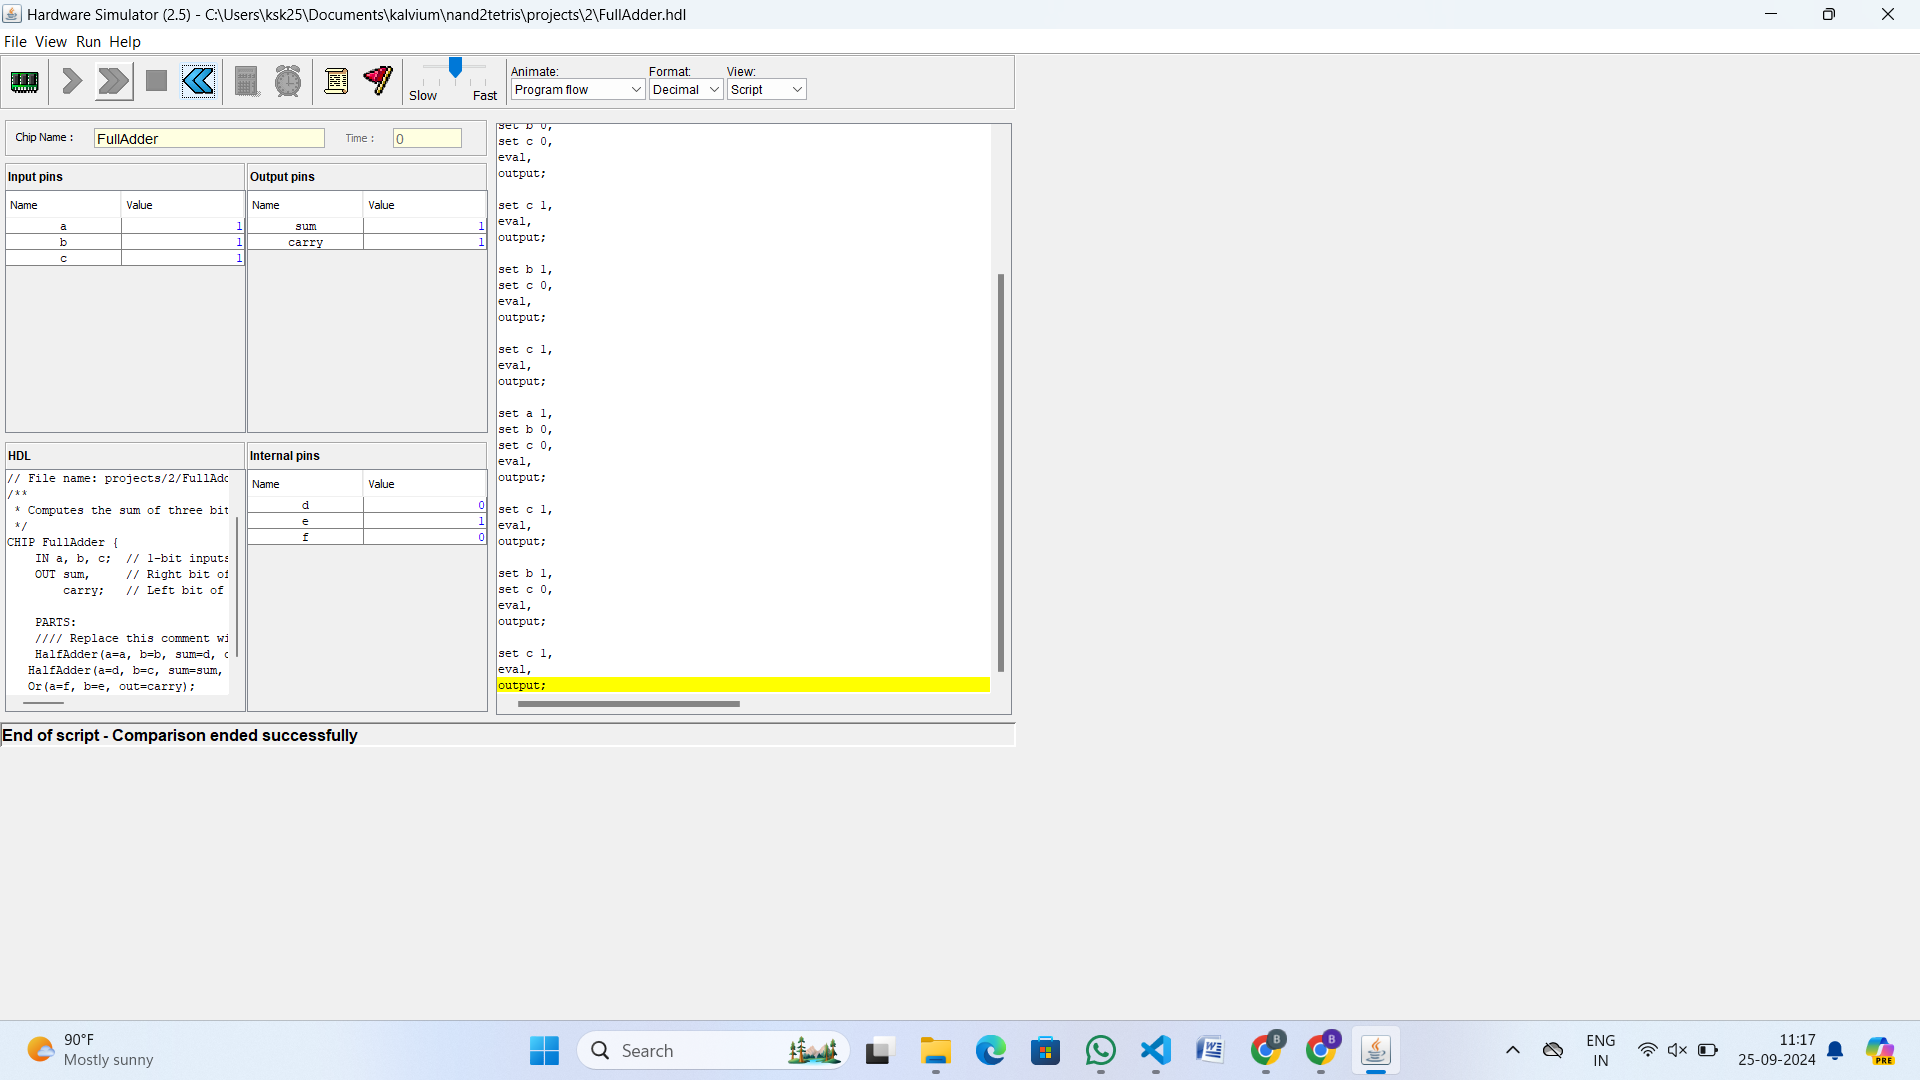 Hardware Simulator (2.5) - C:\Users\ksk25\Documents\kalvium\nand2tetris\projects\2\FullAdder.hdl
File View Run Help
Slow Fast
Animate: Format: View:
Program flow Decimal Script
Chip Name : FullAdder Time : 0
Input pins
Name Value
a 1
b 1
c 1
Output pins
Name Value
sum 1
carry 1
HDL
// File name: projects/2/FullAdd
/**
* Computes the sum of three bit
*/
CHIP FullAdder {
IN a, b, c; // 1-bit inputs
OUT sum, // Right bit of
carry; // Left bit of
PARTS:
//// Replace this comment wi
HalfAdder(a=a, b=b, sum=d, c
HalfAdder(a=d, b=c, sum=sum,
Or(a=f, b=e, out=carry);
Internal pins
Name Value
d 0
e 1
f 0
set b 0,
set c 0,
eval,
output;
set c 1,
eval,
output;
set b 1,
set c 0,
eval,
output;
set c 1,
eval,
output;
set a 1,
set b 0,
set c 0,
eval,
output;
set c 1,
eval,
output;
set b 1,
set c 0,
eval,
output;
set c 1,
eval,
output;
End of script - Comparison ended successfully
90°F
Mostly sunny
Search
B
B
ENG
IN
11:17
25-09-2024
PRE